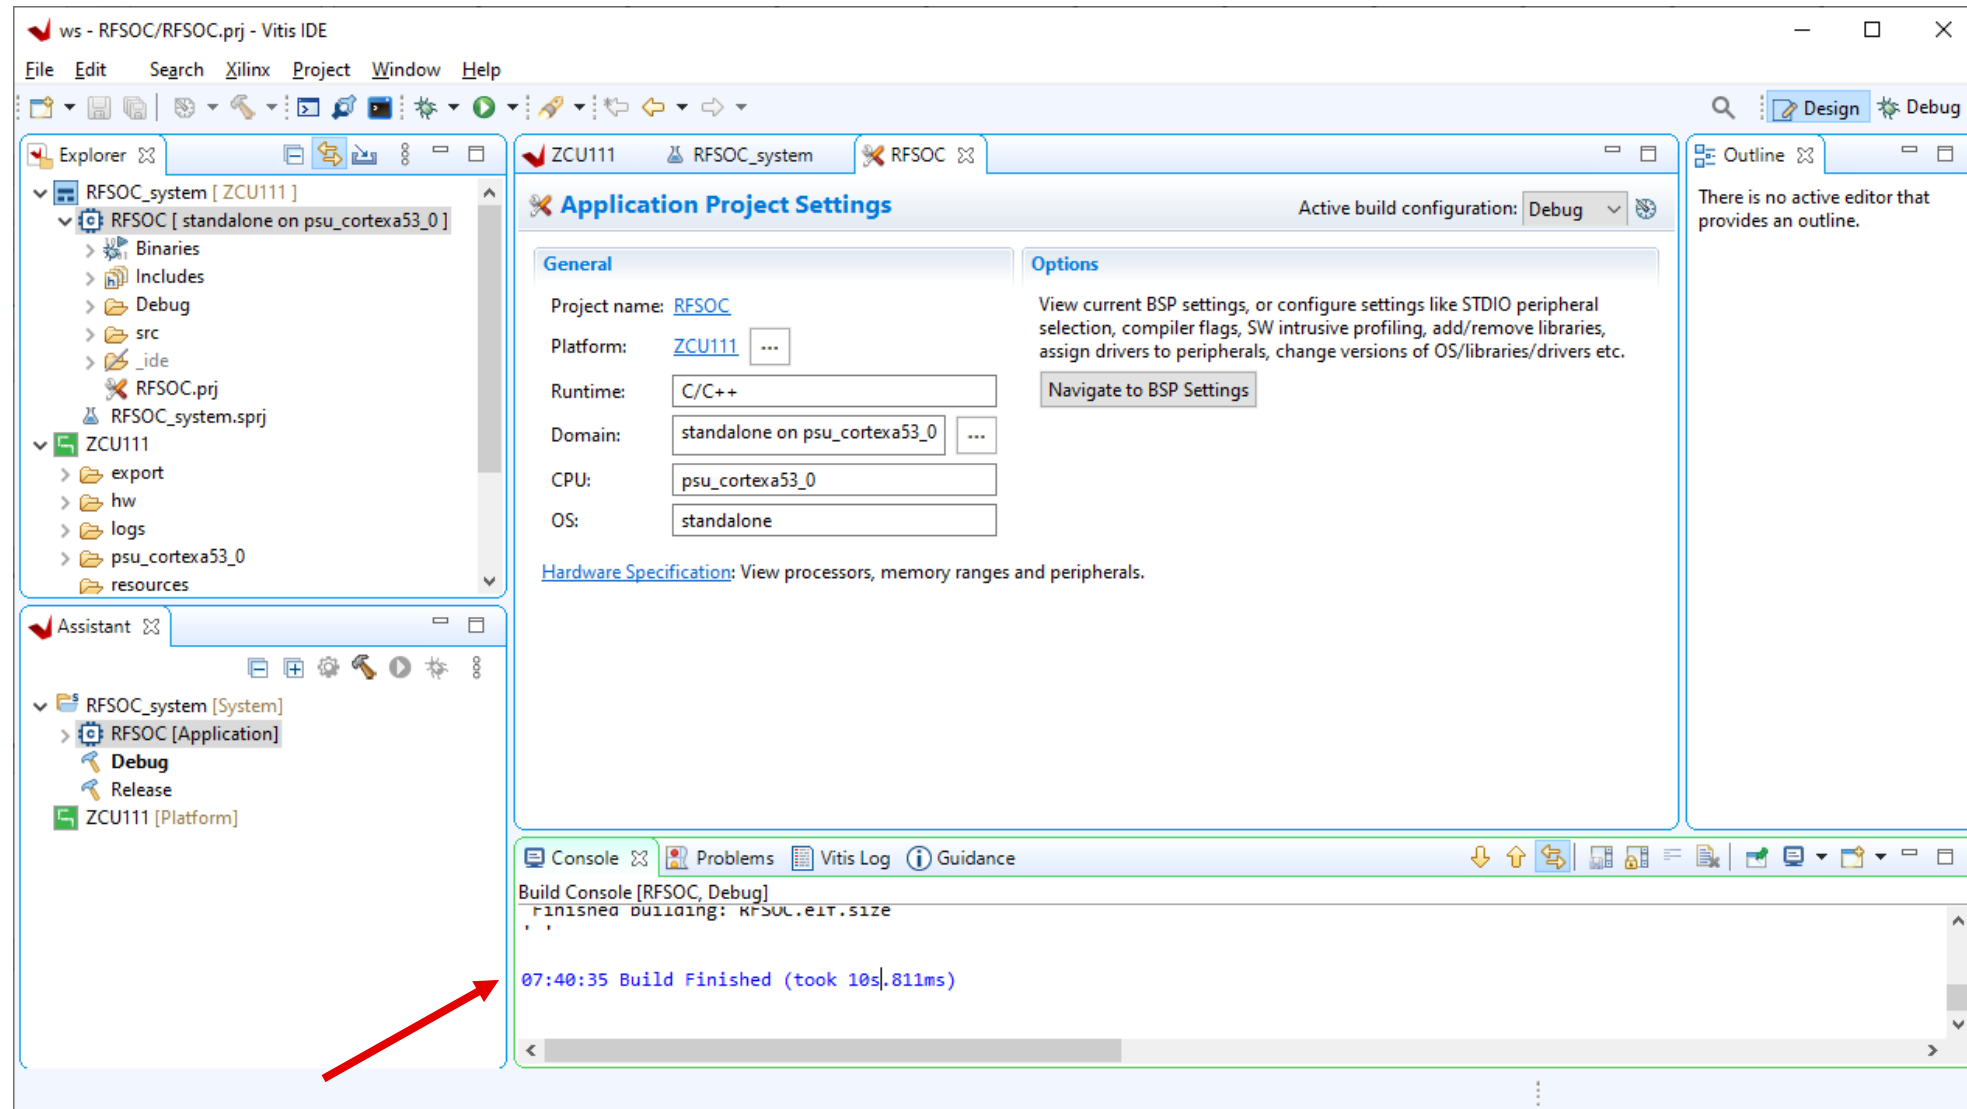 ws - RFSOC/RFSOC.prj - Vitis IDE
File Edit Search Xilinx Project Window Help
Design Debug
Explorer
RFSOC_system [ ZCU111 ]
RFSOC [ standalone on psu_cortexa53_0 ]
Binaries
Includes
Debug
src
_ide
RFSOC.prj
RFSOC_system.sprj
ZCU111
export
hw
logs
psu_cortexa53_0
resources
Assistant
RFSOC_system [System]
RFSOC [Application]
Debug
Release
ZCU111 [Platform]
ZCU111 RFSOC_system RFSOC
Application Project Settings
Active build configuration: Debug
General
Project name: RFSOC
Platform: ZCU111 ...
Runtime: C/C++
Domain: standalone on psu_cortexa53_0 ...
CPU: psu_cortexa53_0
OS: standalone
Hardware Specification: View processors, memory ranges and peripherals.
Options
View current BSP settings, or configure settings like STDIO peripheral
selection, compiler flags, SW intrusive profiling, add/remove libraries,
assign drivers to peripherals, change versions of OS/libraries/drivers etc.
Navigate to BSP Settings
Outline
There is no active editor that
provides an outline.
Console Problems Vitis Log Guidance
Build Console [RFSOC, Debug]
Finished building: RFSOC.elf.size
' '
07:40:35 Build Finished (took 10s.811ms)